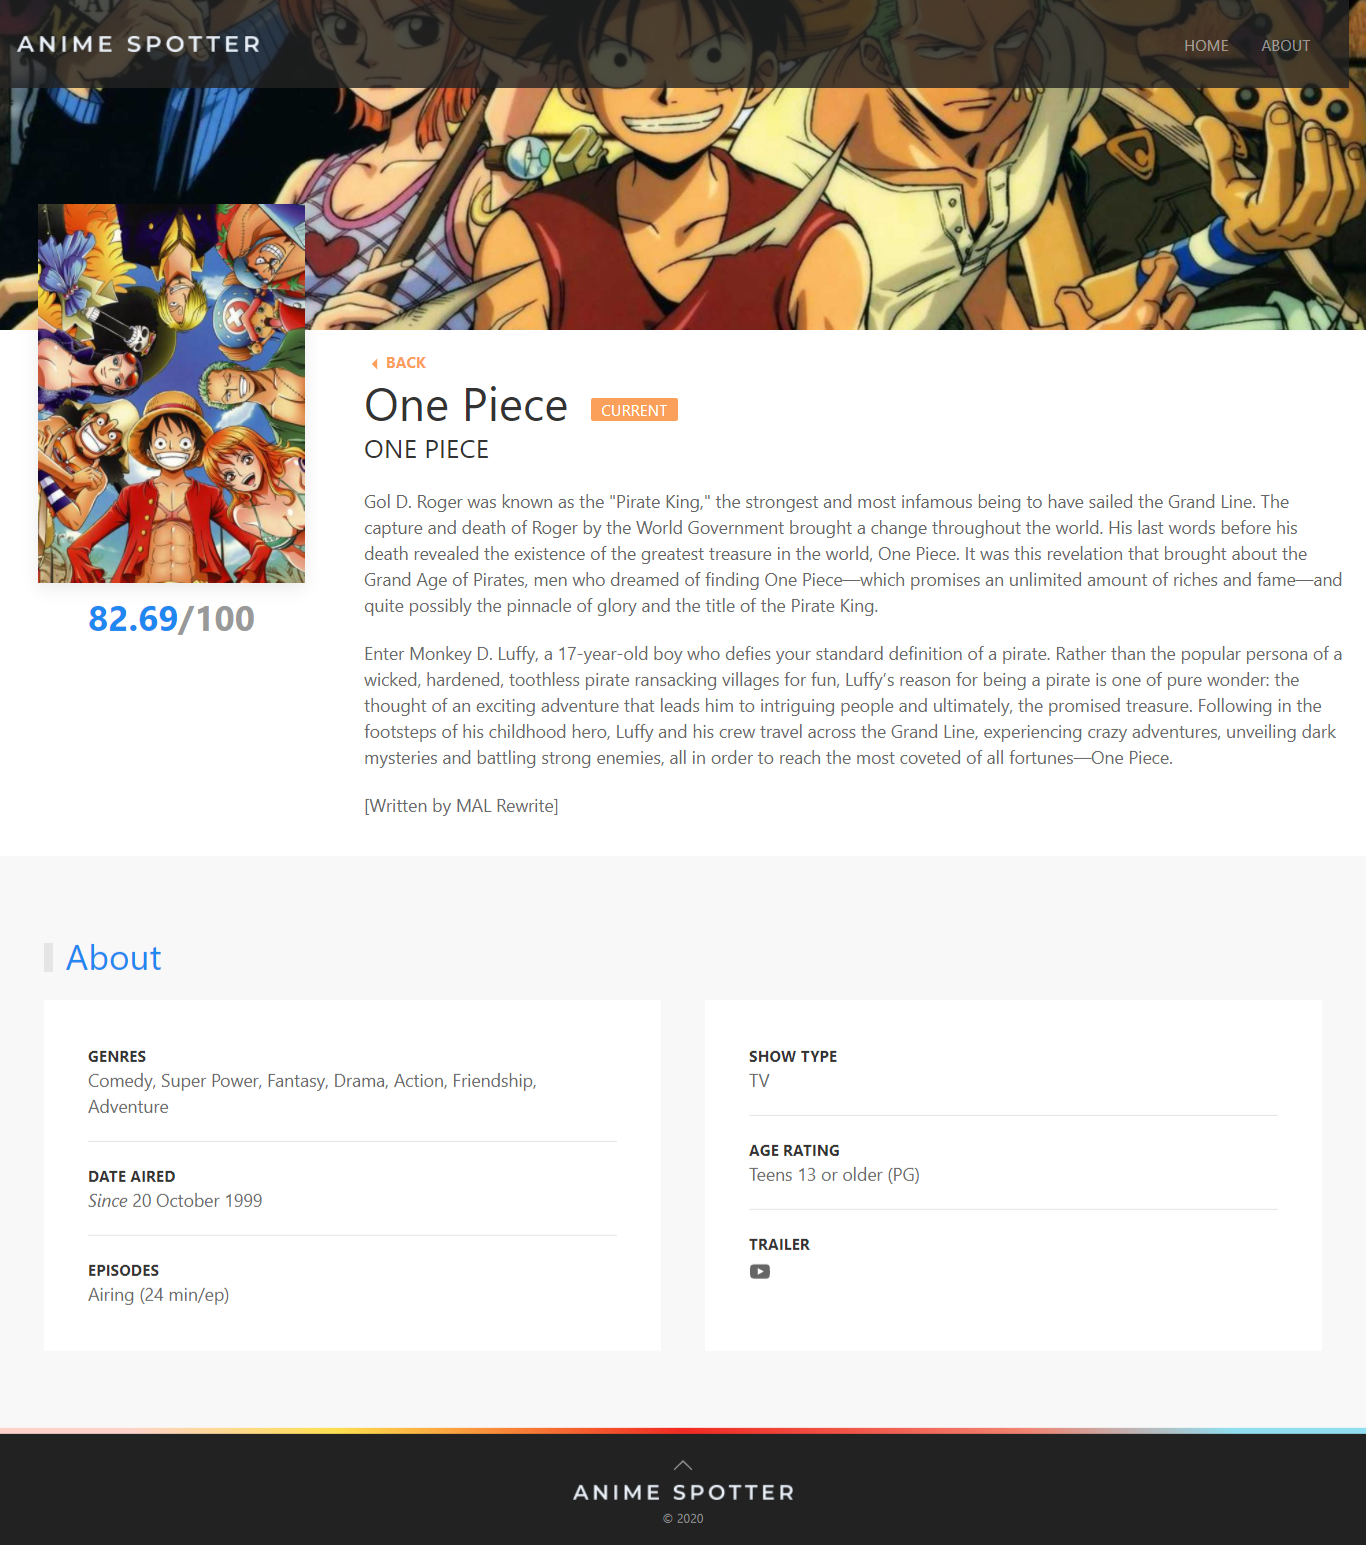 ANIME SPOTTER
HOME
ABOUT
BACK
One Piece
CURRENT
ONE PIECE
Gol D. Roger was known as the "Pirate King," the strongest and most infamous being to have sailed the Grand Line. The
capture and death of Roger by the World Government brought a change throughout the world. His last words before his
death revealed the existence of the greatest treasure in the world, One Piece. It was this revelation that brought about the
Grand Age of Pirates, men who dreamed of finding One Piece—which promises an unlimited amount of riches and fame—and
quite possibly the pinnacle of glory and the title of the Pirate King.
Enter Monkey D. Luffy, a 17-year-old boy who defies your standard definition of a pirate. Rather than the popular persona of a
wicked, hardened, toothless pirate ransacking villages for fun, Luffy’s reason for being a pirate is one of pure wonder: the
thought of an exciting adventure that leads him to intriguing people and ultimately, the promised treasure. Following in the
footsteps of his childhood hero, Luffy and his crew travel across the Grand Line, experiencing crazy adventures, unveiling dark
mysteries and battling strong enemies, all in order to reach the most coveted of all fortunes—One Piece.
[Written by MAL Rewrite]
82.69/100
About
GENRES
Comedy, Super Power, Fantasy, Drama, Action, Friendship,
Adventure
DATE AIRED
Since 20 October 1999
EPISODES
Airing (24 min/ep)
SHOW TYPE
TV
AGE RATING
Teens 13 or older (PG)
TRAILER
ANIME SPOTTER
© 2020